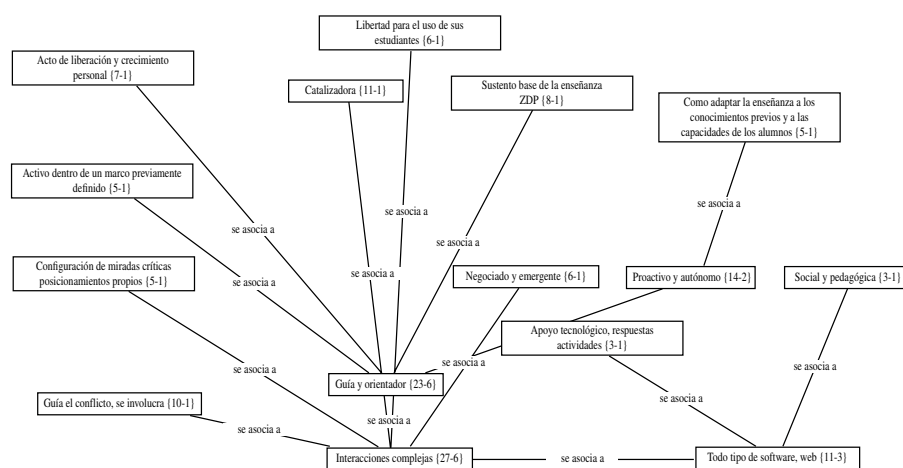 Libertad para el uso de sus
estudiantes {6-1}
Acto de liberación y crecimiento
personal {7-1}
Catalizadora {11-1}
Sustento base de la enseñanza
ZDP {8-1}
Como adaptar la enseñanza a los
conocimientos previos y a las
capacidades de los alumnos {5-1}
Activo dentro de un marco previamente
definido {5-1}
se asocia a
se asocia a
se asocia a
se asocia a
Configuración de miradas críticas
posicionamientos propios {5-1}
se asocia a
Negociado y emergente {6-1}
Proactivo y autónomo {14-2}
Social y pedagógica {3-1}
se asocia a
Apoyo tecnológico, respuestas
actividades {3-1}
se asocia a
se asocia a
se asocia a
se asocia a
Guía y orientador {23-6}
Guía el conflicto, se involucra {10-1}
se asocia a
se asocia a
se asocia a
Interacciones complejas {27-6}
se asocia a
Todo tipo de software, web {11-3}